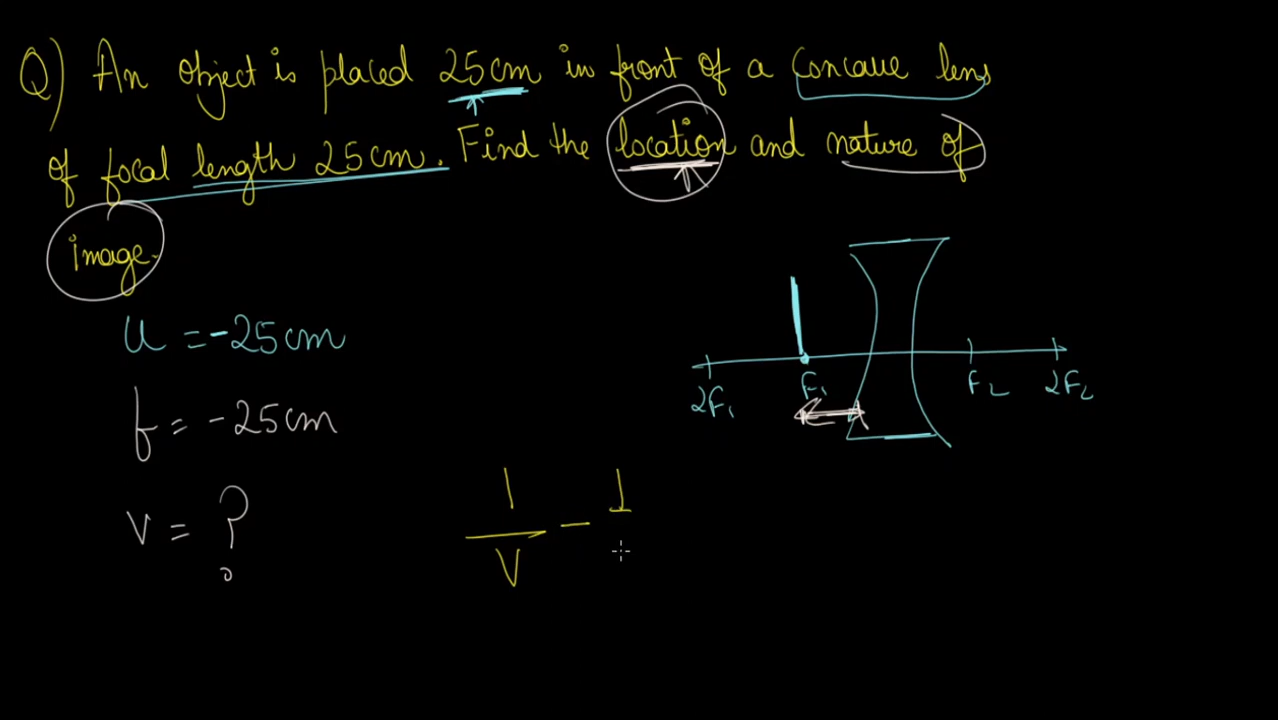 Q) An object is placed 25cm in front of a Concave lens
of focal length 25cm. Find the location and nature of
image.
u = -25cm
f = -25cm
v = ?
1/V - 1
2F₁ F₁ F₂ 2F₂